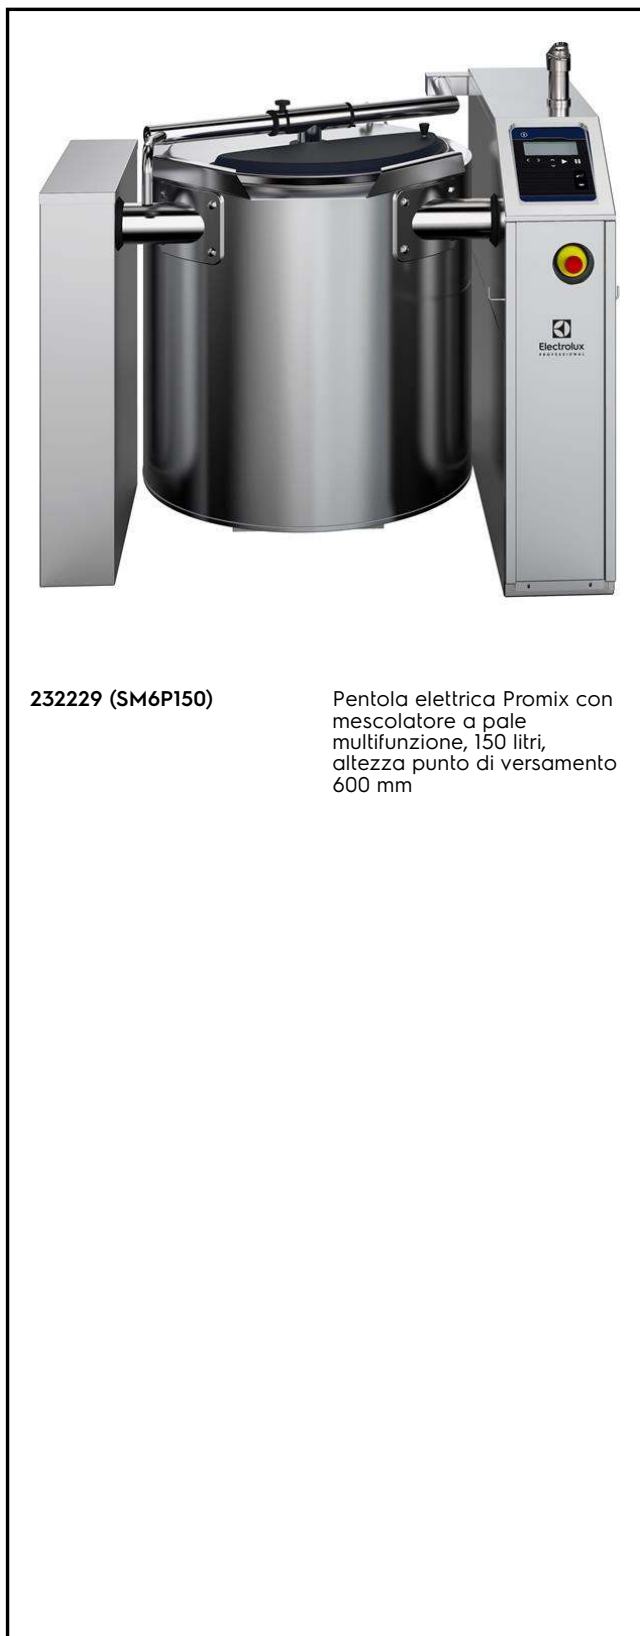 Electrolux
PROFESSIONAL
232229 (SM6P150)
Pentola elettrica Promix con
mescolatore a pale
multifunzione, 150 litri,
altezza punto di versamento
600 mm